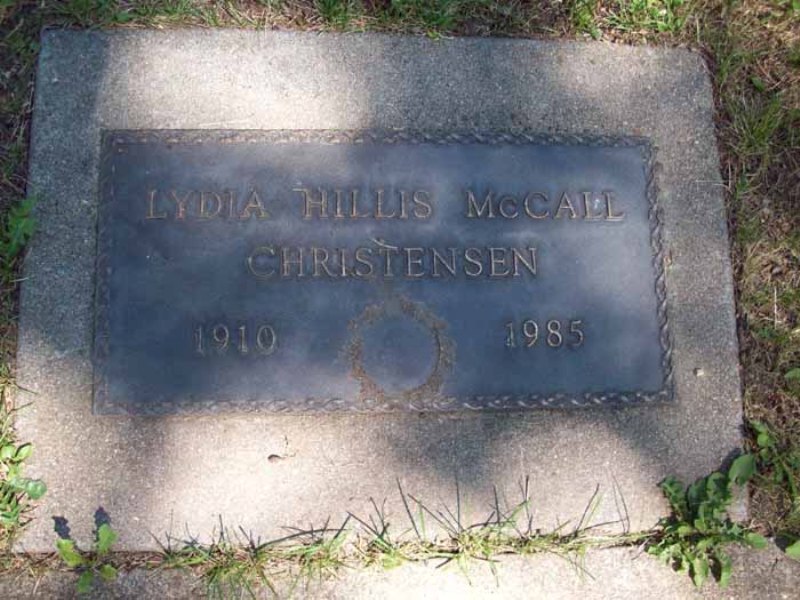 LYDIA HILLIS McCALL
CHRISTENSEN
1910 1985